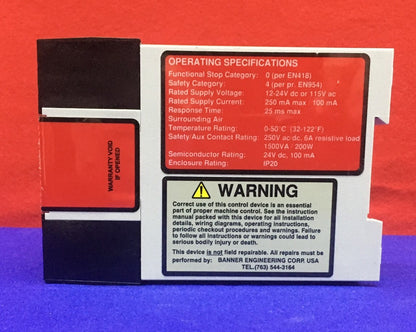 OPERATING SPECIFICATIONS
Functional Stop Category: 0 (per EN418)
Safety Category: 4 (per pr. EN954)
Rated Supply Voltage: 12-24V dc or 115V ac
Rated Supply Current: 250 mA max 100 mA
Response Time: 25 ms max
Surrounding Air
Temperature Rating: 0-50°C (32-122°F)
Safety/Aux Contact Rating: 250V ac/dc, 6A resistive load
1500VA / 200W
Semiconductor Rating: 24V dc, 100 mA
Enclosure Rating: IP20
WARRANTY VOID
IF OPENED
WARNING
Correct use of this control device is an essential
part of proper machine control. See the instruction
manual packed with this device for all installation
details, wiring diagrams, operating instructions,
periodic checkout procedures and warnings. Failure
to follow all instructions or warnings could lead to
serious bodily injury or death.
This device is not field repairable. All repairs must be
performed by: BANNER ENGINEERING CORP. USA
TEL.(763) 544-3164